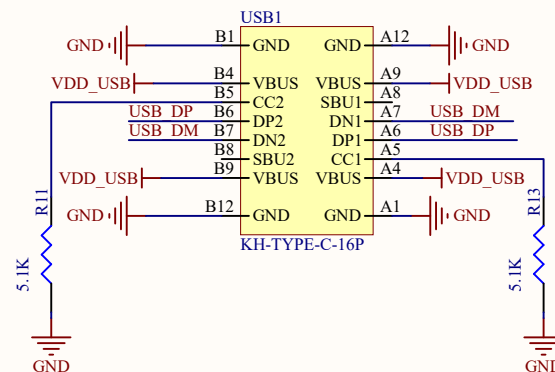 USB1
GND B1 GND GND A12 GND
VDD_USB B4 VBUS VBUS A9 VDD_USB
B5 CC2 SBU1 A8
USB_DP B6 DP2 DN1 A7 USB_DM
USB_DM B7 DN2 DP1 A6 USB_DP
B8 SBU2 CC1 A5
VDD_USB B9 VBUS VBUS A4 VDD_USB
GND B12 GND GND A1 GND
KH-TYPE-C-16P
R11
5.1K
GND
R13
5.1K
GND